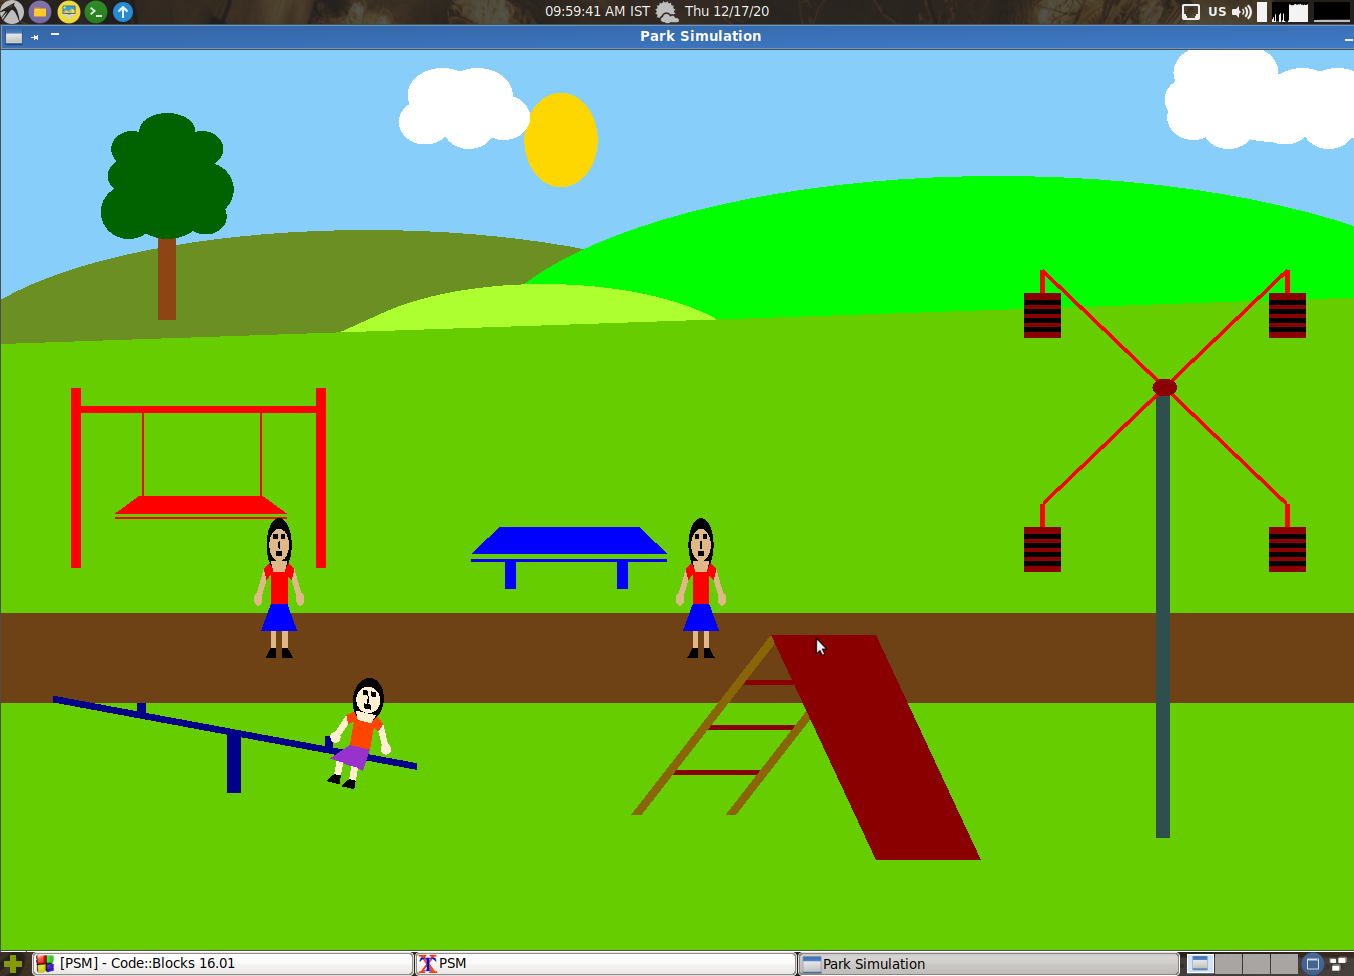 09:59:41 AM IST Thu 12/17/20
US
Park Simulation
[PSM] - Code::Blocks 16.01
PSM
Park Simulation